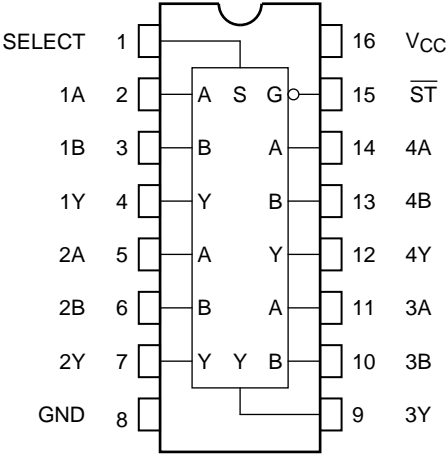 SELECT 1 16 VCC
1A 2 A S G 15 ST
1B 3 B A 14 4A
1Y 4 Y B 13 4B
2A 5 A Y 12 4Y
2B 6 B A 11 3A
2Y 7 Y Y B 10 3B
GND 8 9 3Y